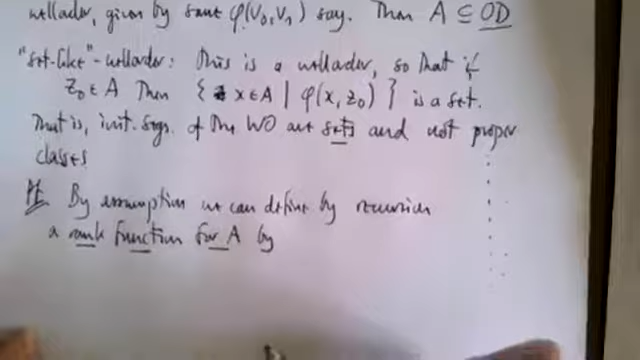 wellorder, given by some φ(v₀,v₁) say. Then A ⊆ OD
"Set-like"-wellorder: This is a wellorder, so that if
z₀ ∈ A Then { x ∈ A | φ(x, z₀) } is a set.
That is, init. segs. of the WO are sets and not proper
classes
Pf By assumption we can define by recursion
a rank function for A by